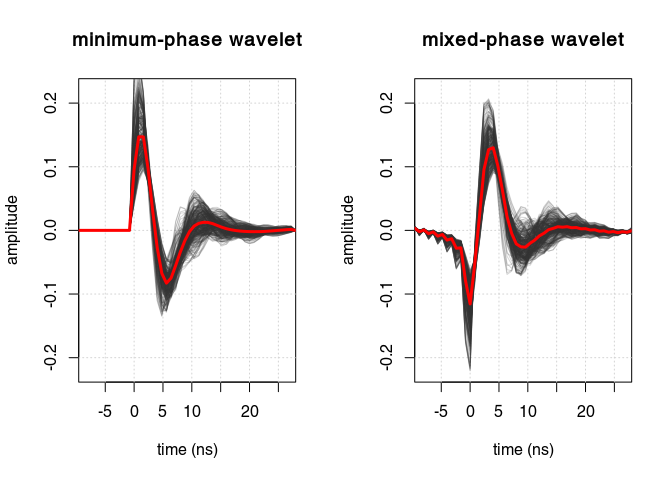 minimum-phase wavelet
amplitude
0.2
0.1
0.0
-0.1
-0.2
-5 0 5 10 20
time (ns)
mixed-phase wavelet
amplitude
0.2
0.1
0.0
-0.1
-0.2
-5 0 5 10 20
time (ns)